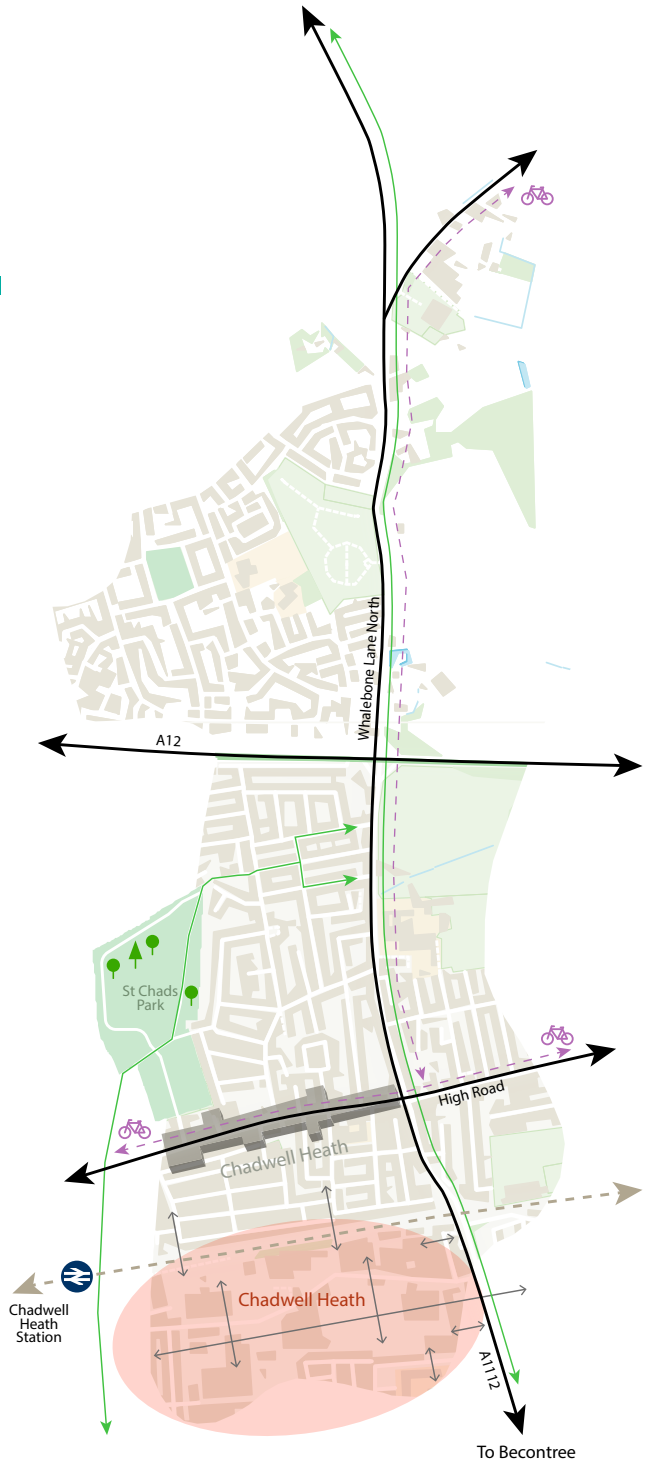 Whalebone Lane North
A12
St Chads
Park
High Road
Chadwell Heath
Chadwell Heath
Chadwell
Heath
Station
A1112
To Becontree